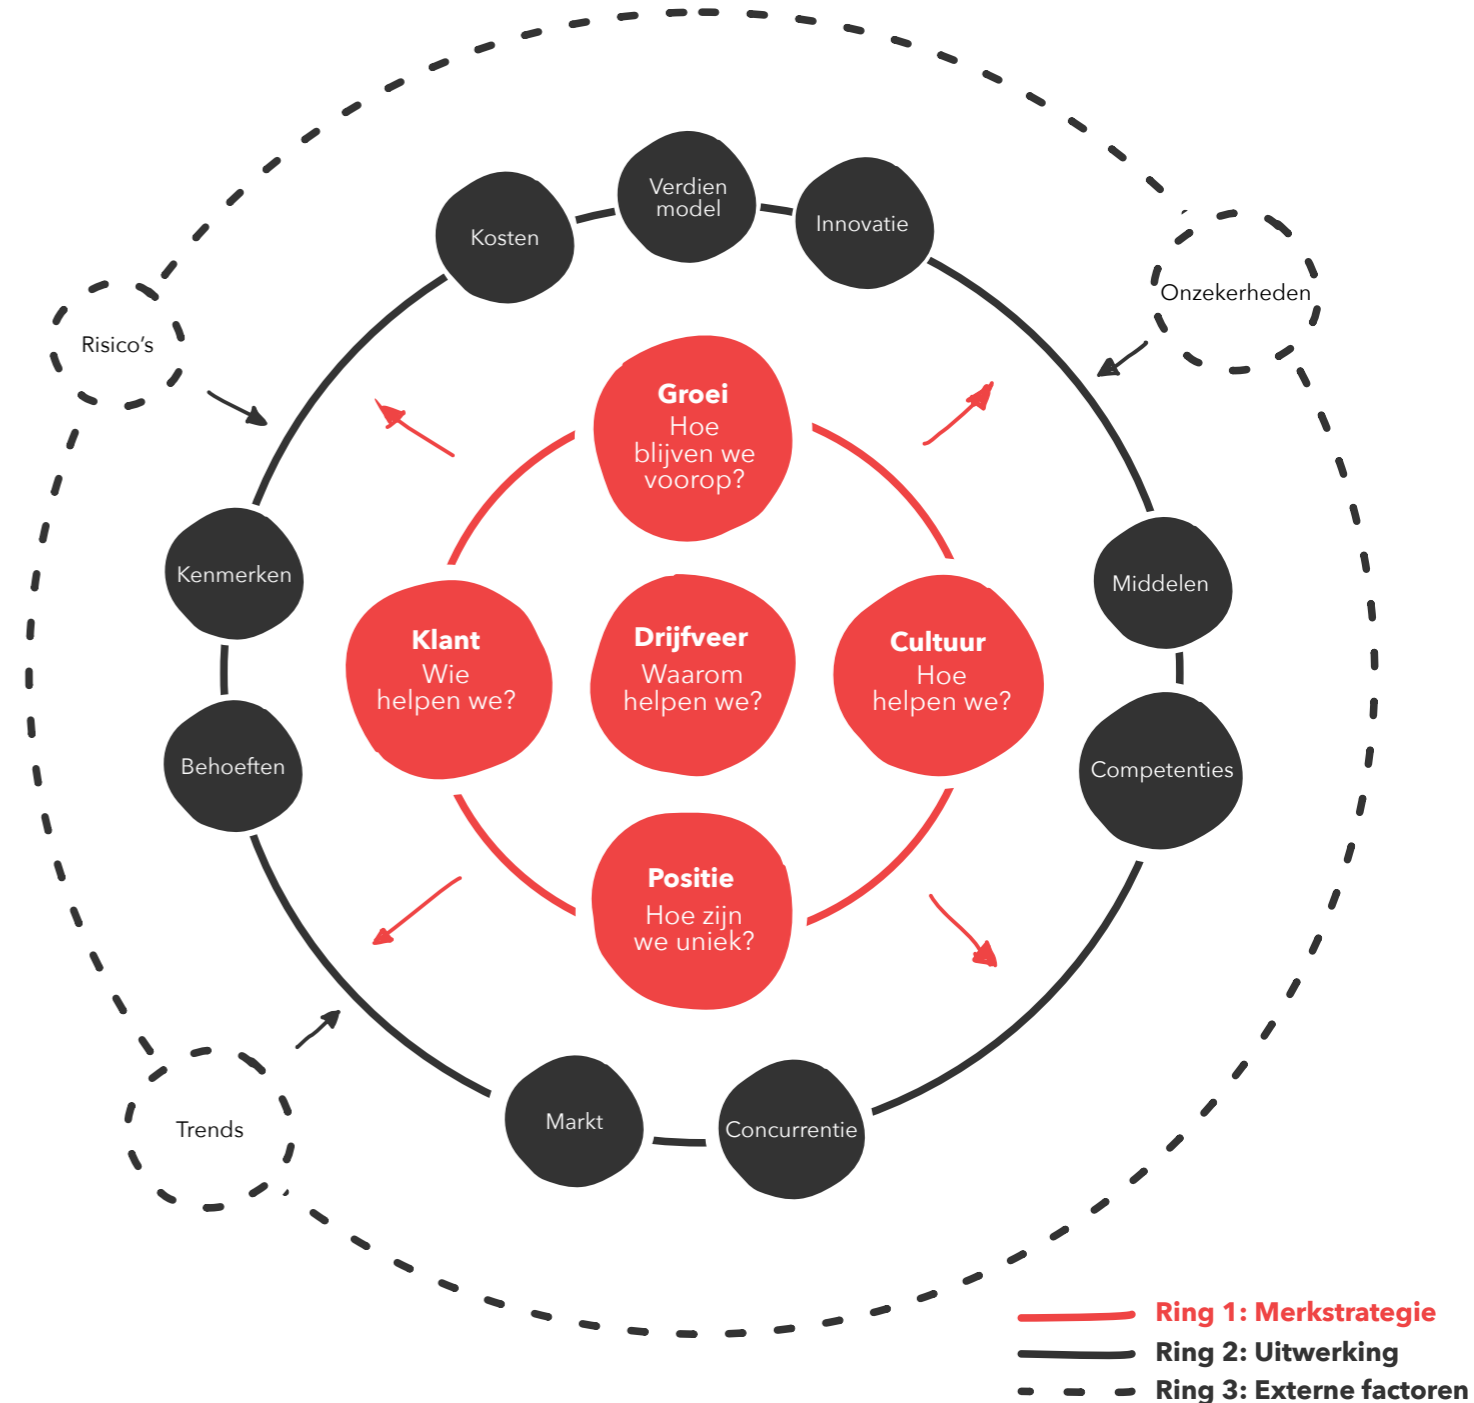 Verdien
model
Innovatie
Kosten
Onzekerheden
Risico's
Groei
Hoe
blijven we
voorop?
Kenmerken
Middelen
Klant
Wie
helpen we?
Drijfveer
Waarom
helpen we?
Cultuur
Hoe
helpen we?
Behoeften
Competenties
Positie
Hoe zijn
we uniek?
Markt
Concurrentie
Trends
Ring 1: Merkstrategie
Ring 2: Uitwerking
Ring 3: Externe factoren